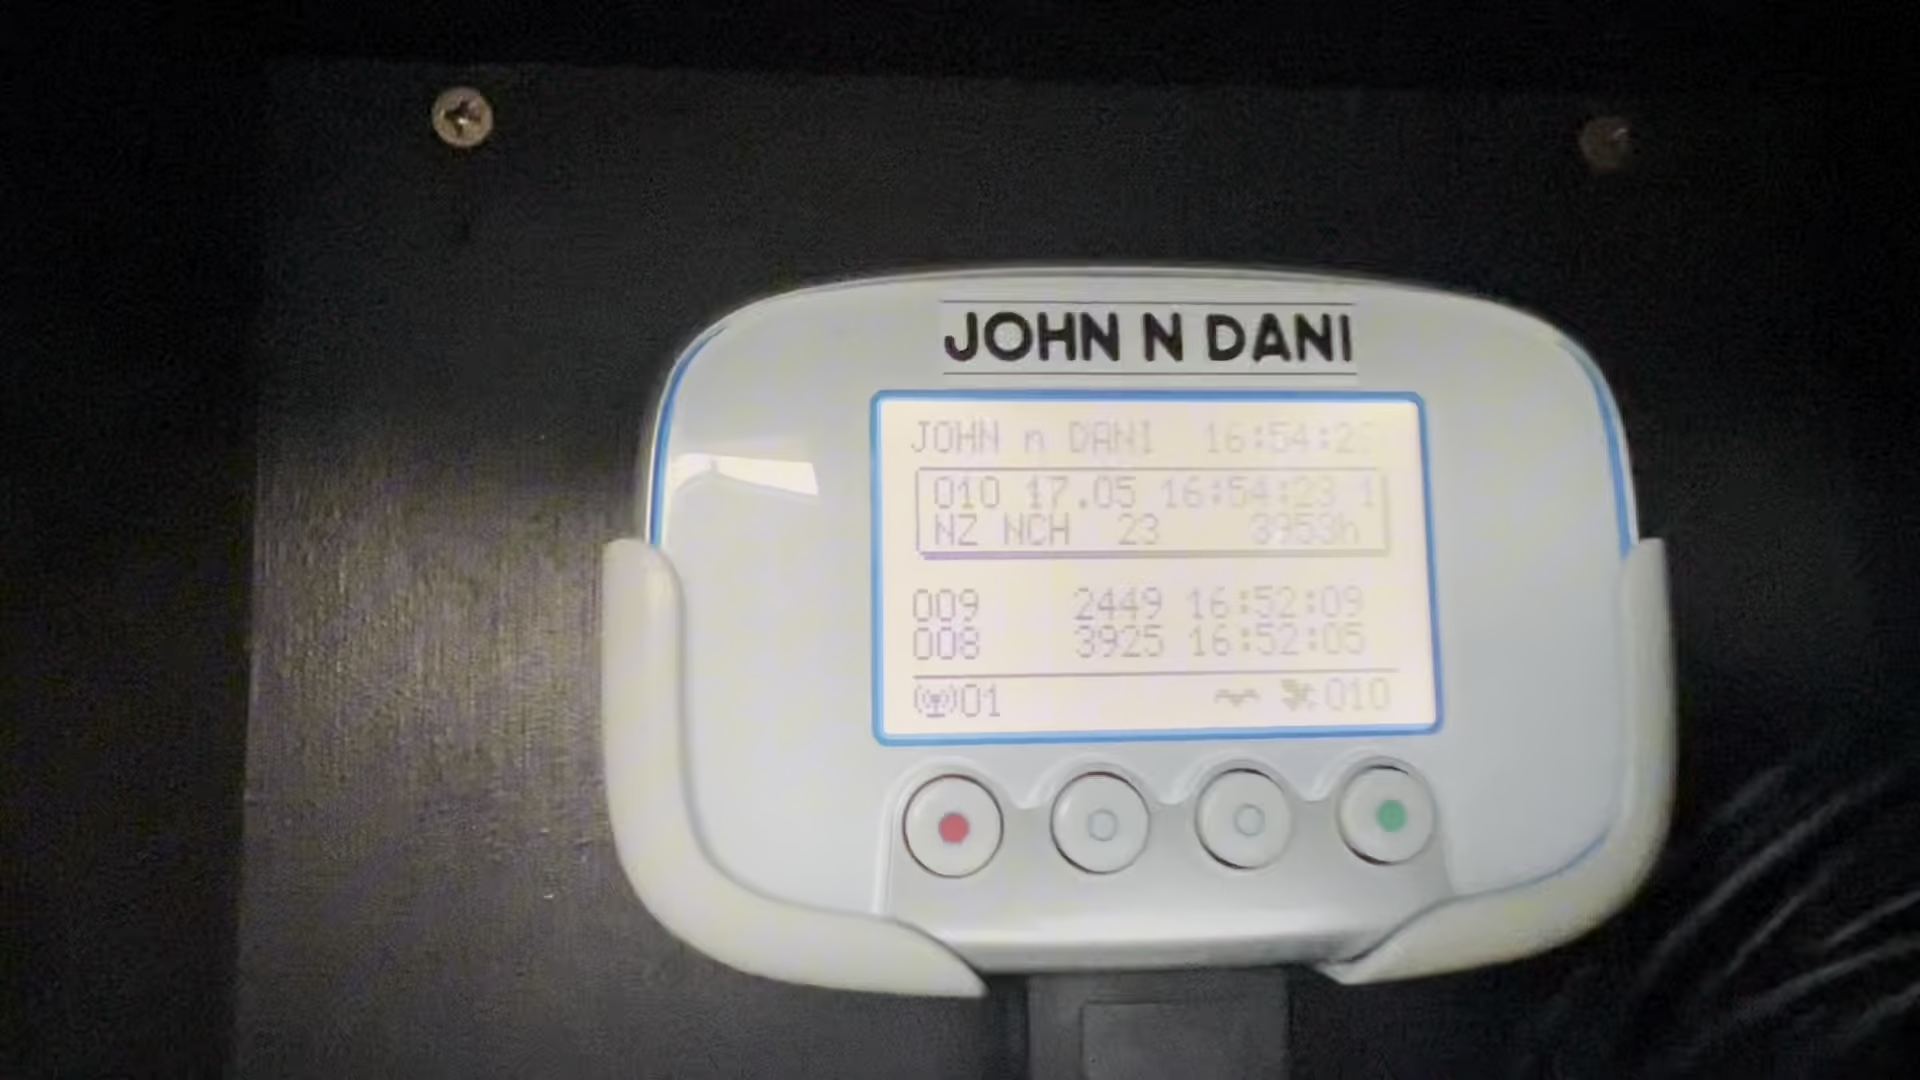 JOHN N DANI
JOHN n DANI 16:54:2
010 17.05 16:54:23 1
NZ NCH 23 3953h
009 2449 16:52:09
008 3925 16:52:05
01 010